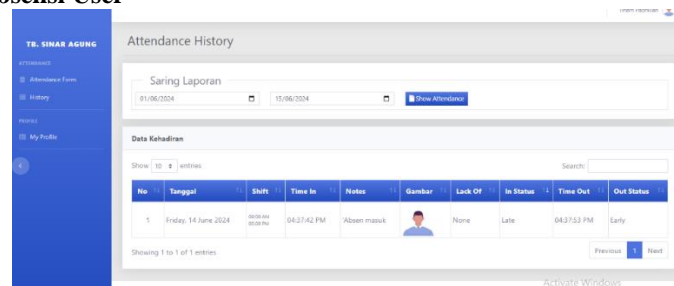 TB. SINAR AGUNG
ATTENDANCE
Attendance Form
History
PROFILE
My Profile
Attendance History
Saring Laporan
01/06/2024
15/06/2024
Show Attendance
Data Kehadiran
Show 10 entries
Search:
No Tanggal Shift Time In Notes Gambar Lack Of In Status Time Out Out Status
1 Friday, 14 June 2024 04:37:42 PM 'Absen masuk None Late 04:37:53 PM Early
Showing 1 to 1 of 1 entries
Previous 1 Next
Activate Windows